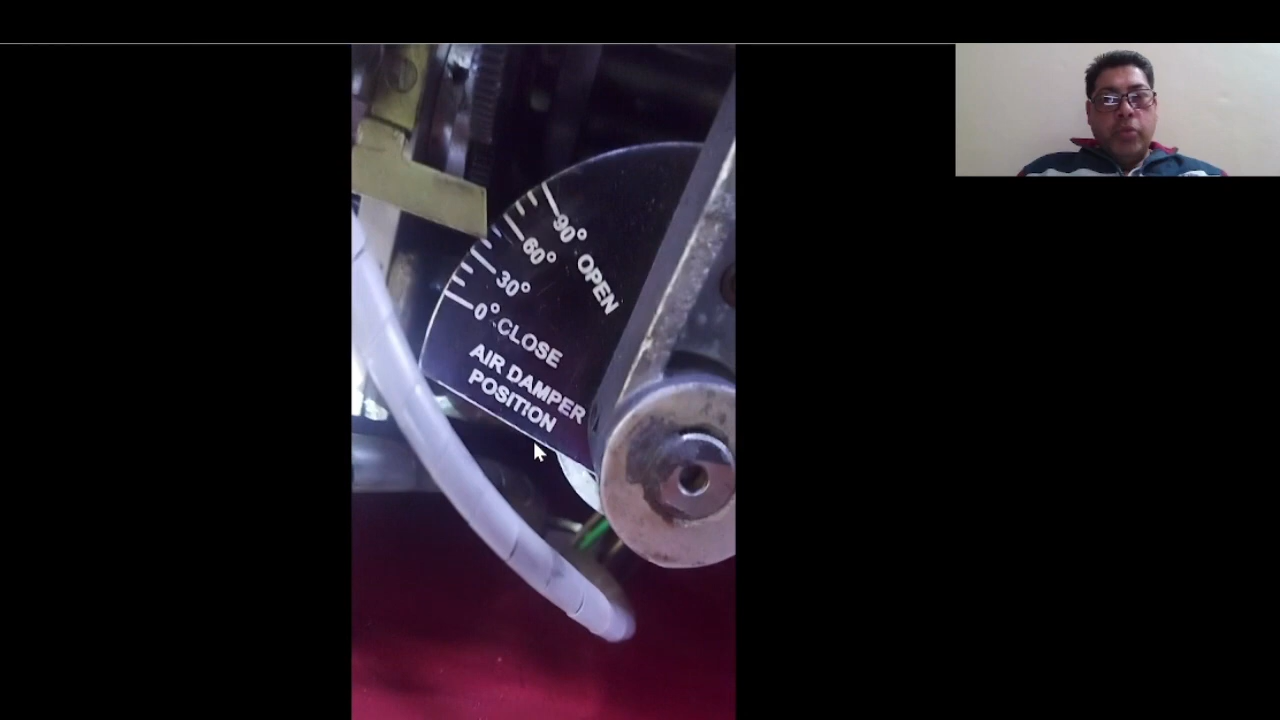 90° OPEN
60°
30°
0° CLOSE
AIR DAMPER
POSITION